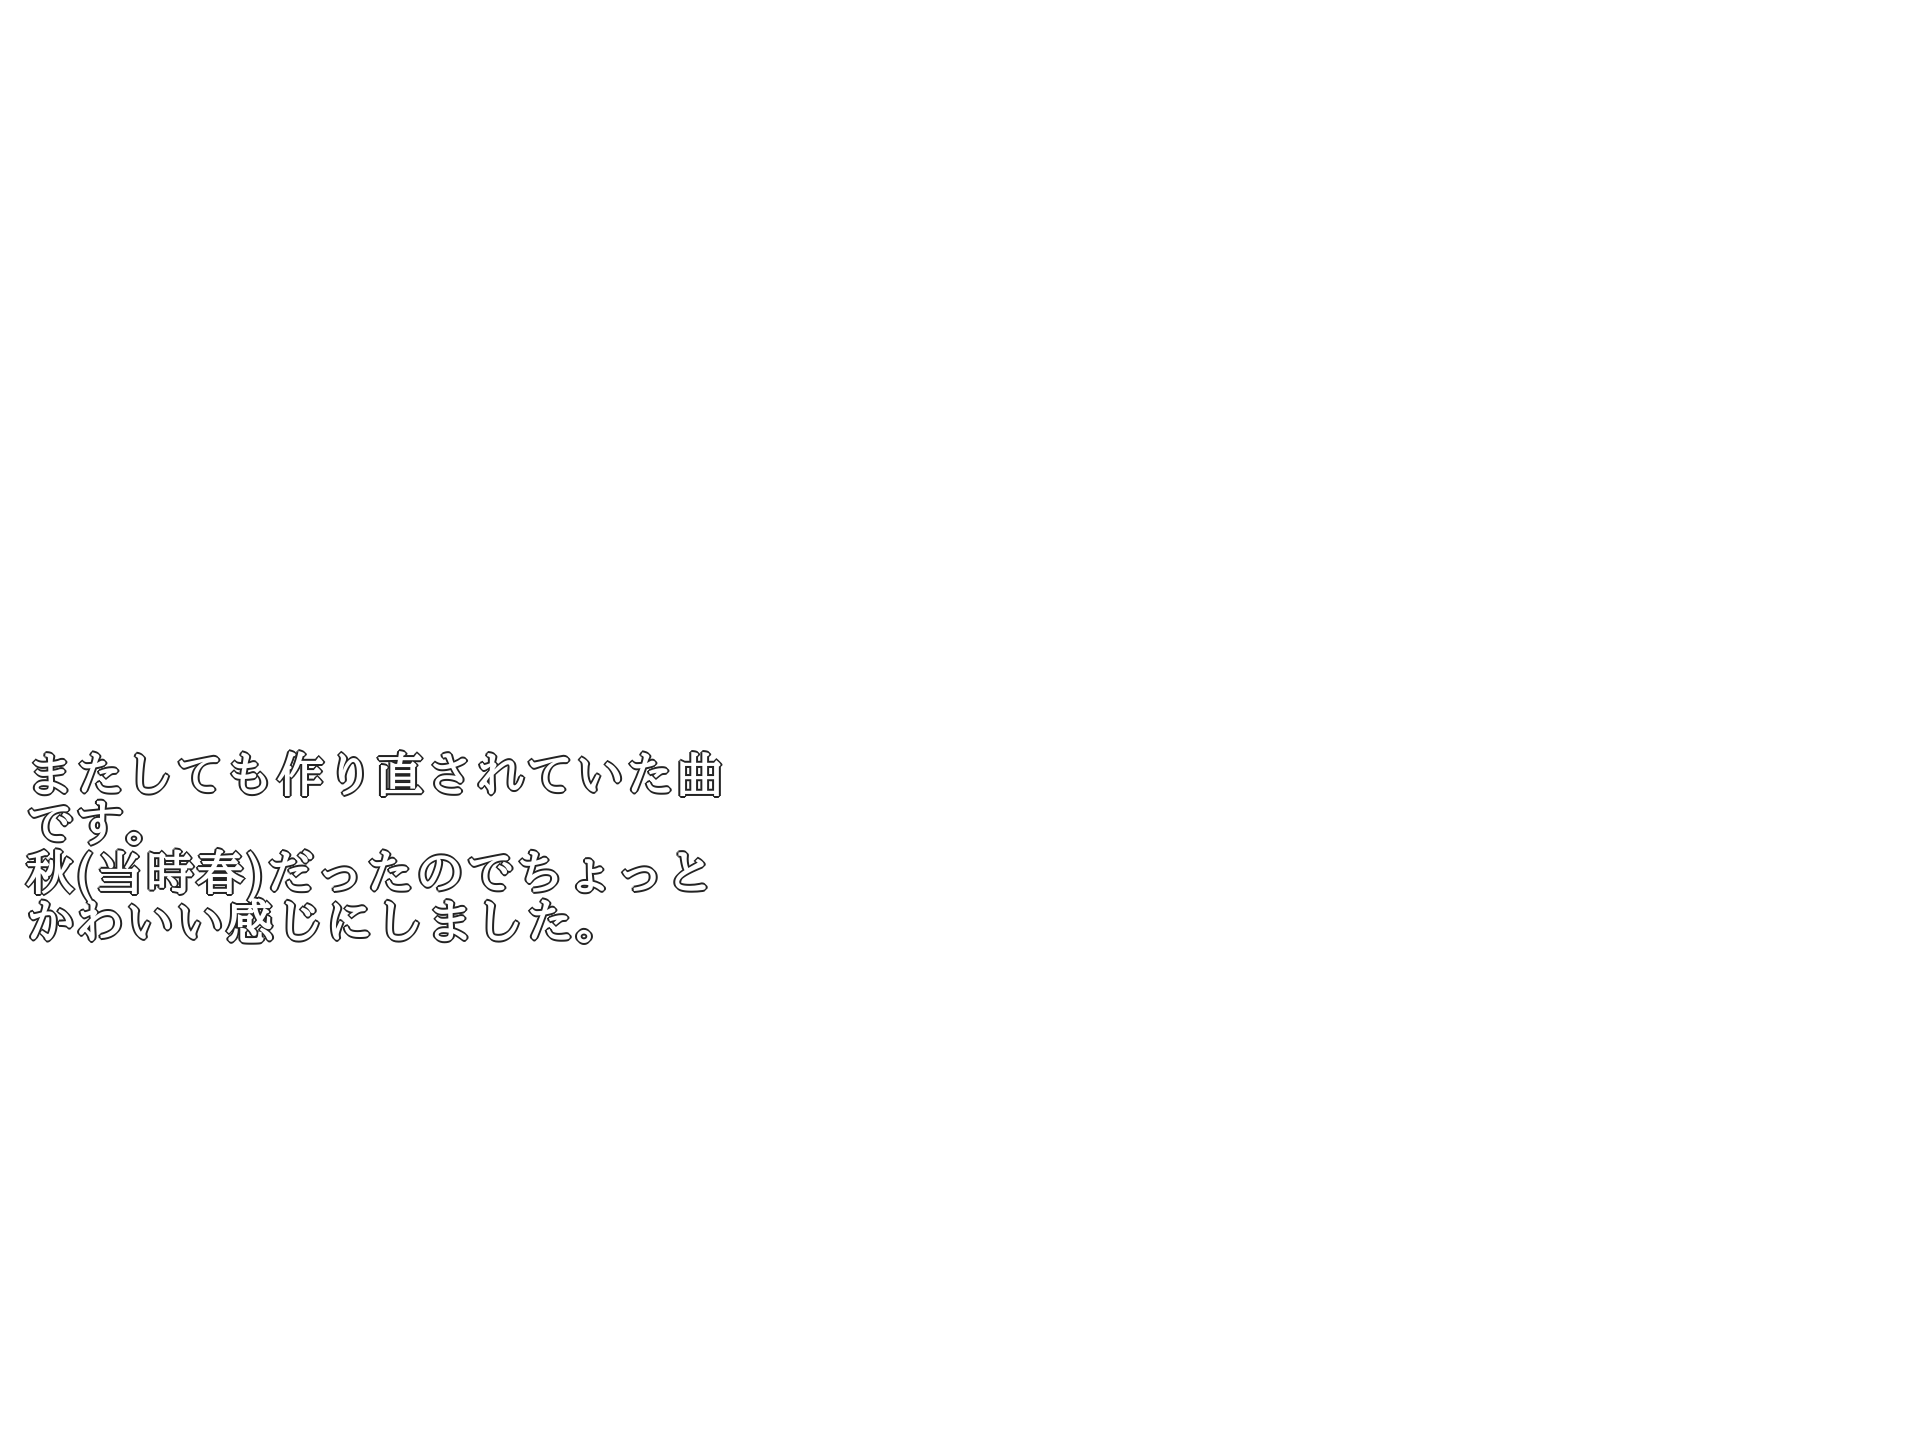 またしても作り直されていた曲
です。
秋(当時春)だったのでちょっと
かわいい感じにしました。